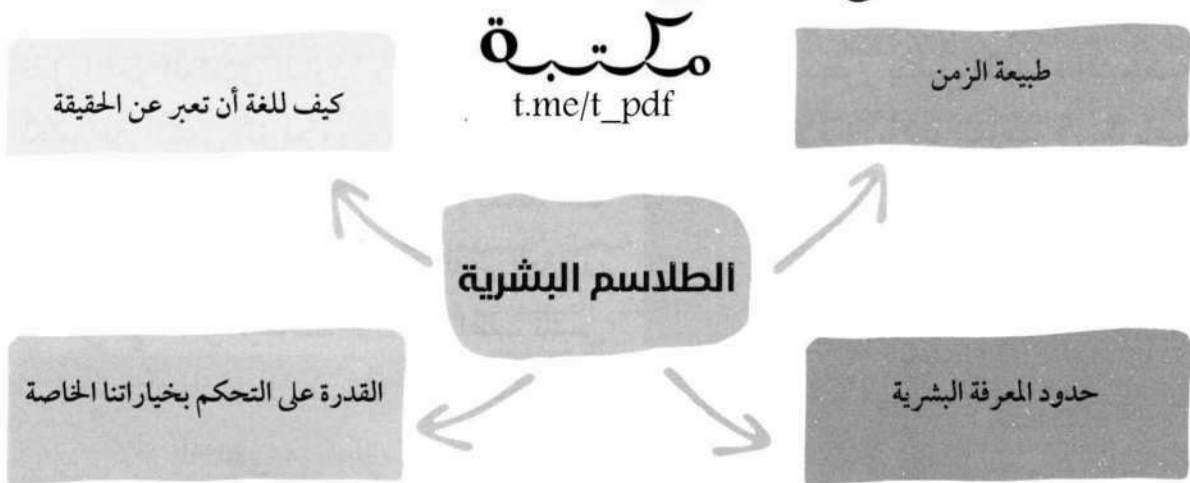 مكتبة
t.me/t_pdf
طبيعة الزمن
كيف للغة أن تعبر عن الحقيقة
الطلاسم البشرية
حدود المعرفة البشرية
القدرة على التحكم بخياراتنا الخاصة